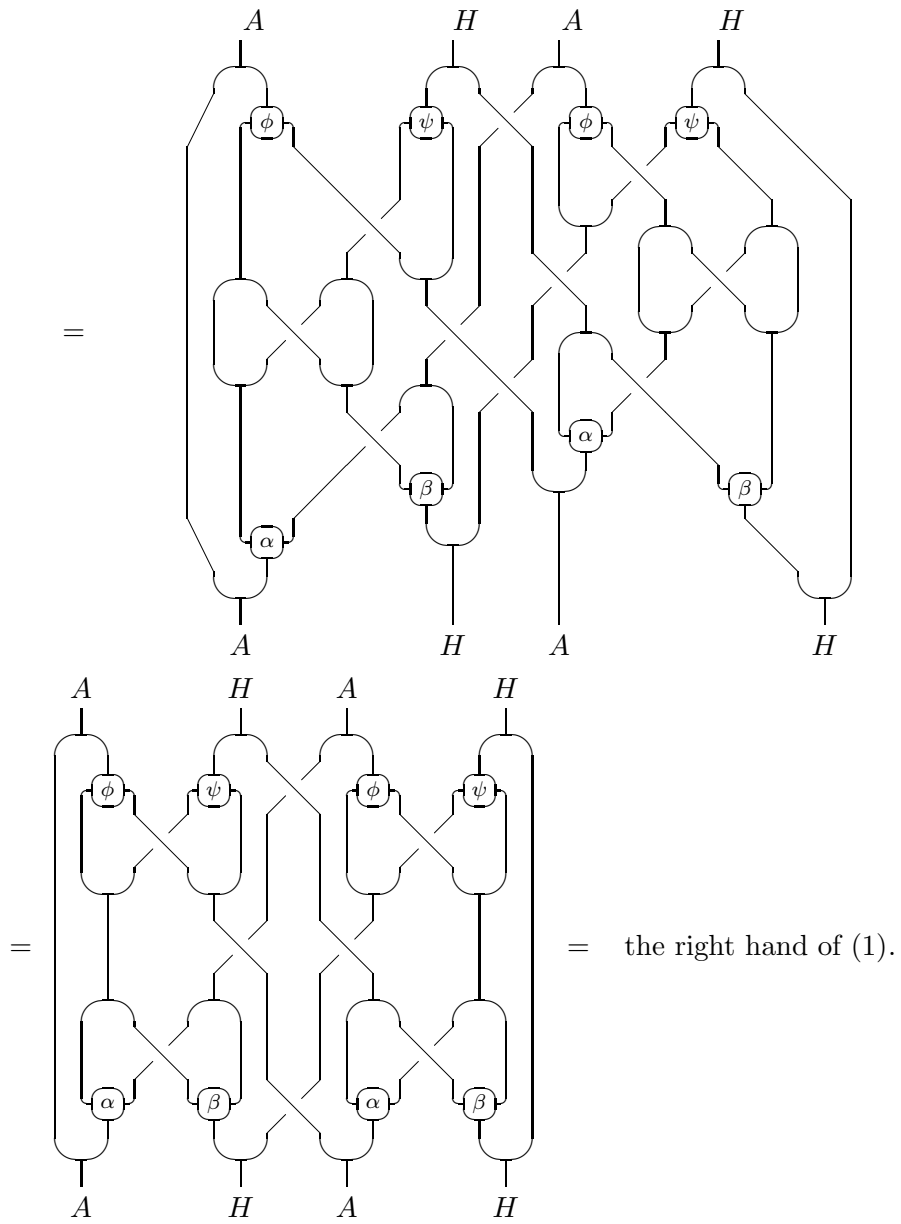 A H A H
ϕ ψ ϕ ψ
=
α
β β
α
A H A H
A H A H
ϕ ψ ϕ ψ
= = the right hand of (1).
α β α β
A H A H